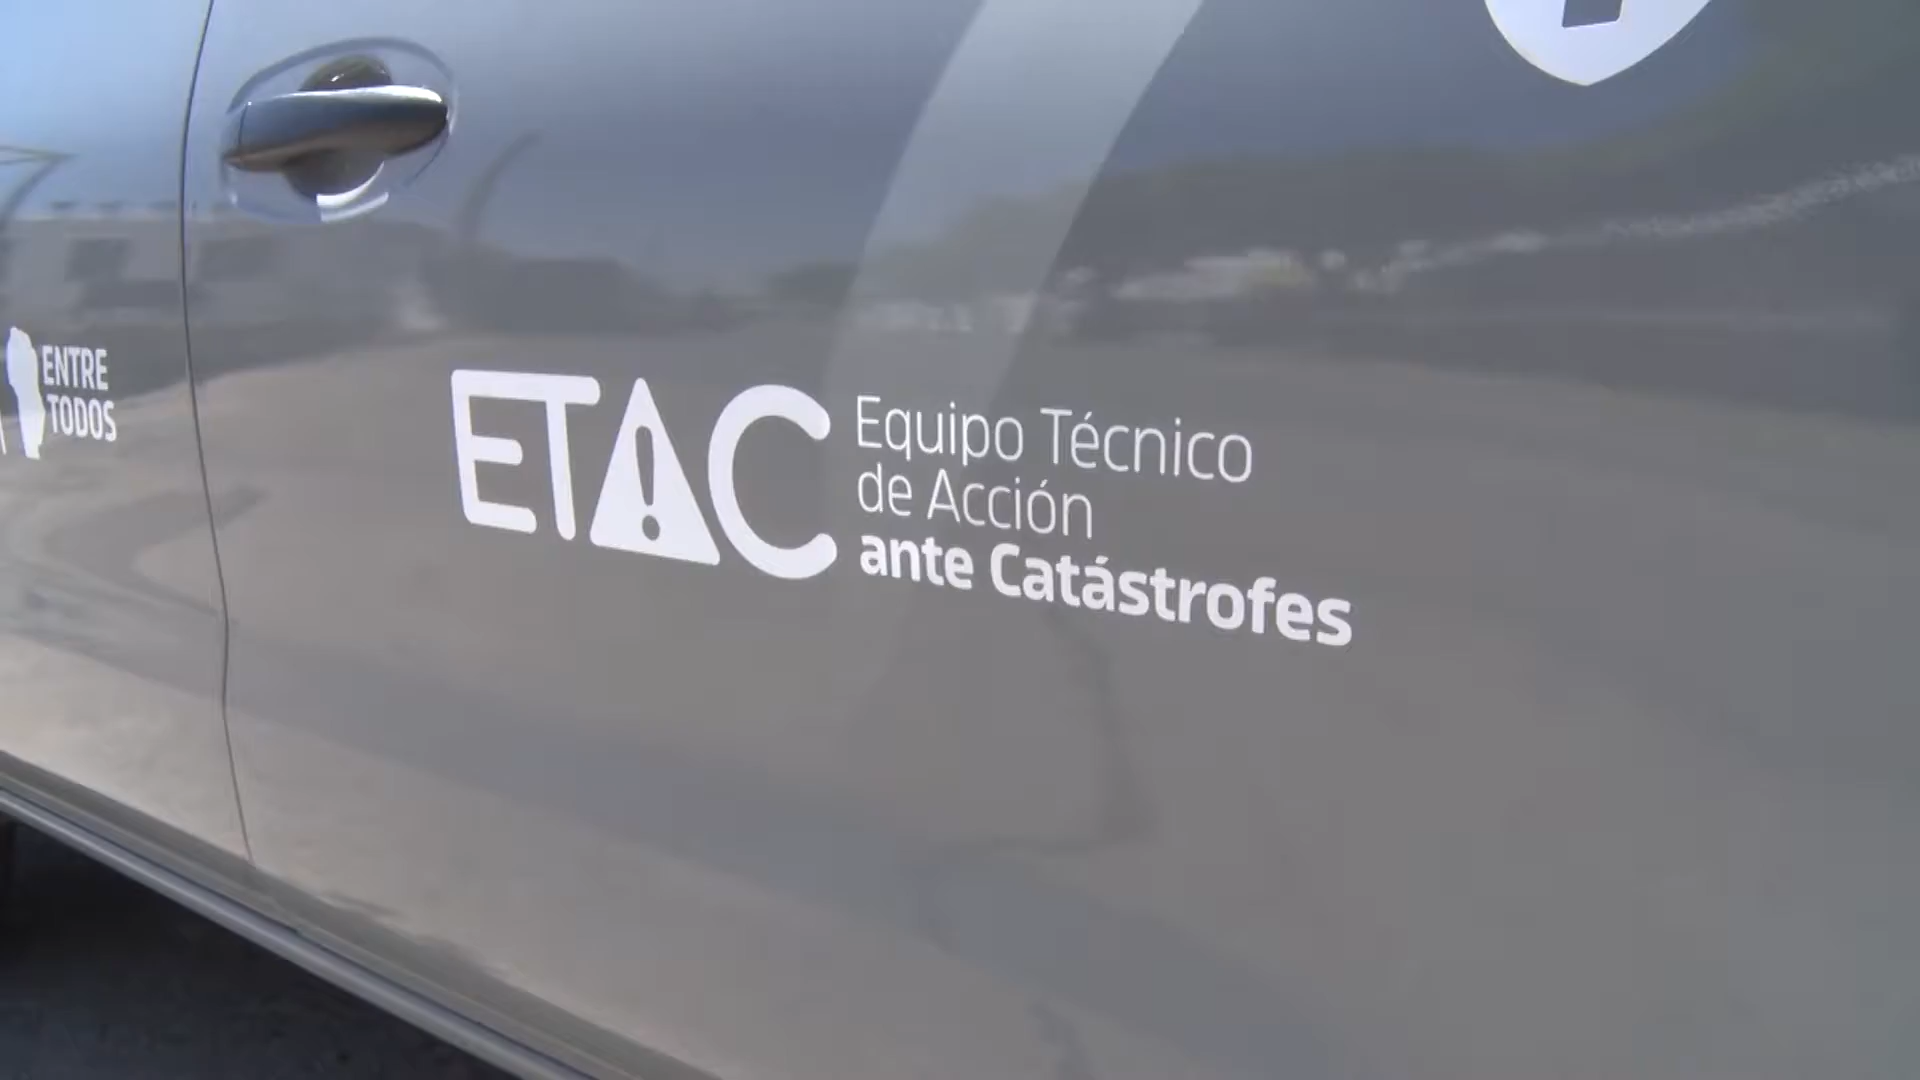 ENTRE
TODOS
ETAC
Equipo Técnico
de Acción
ante Catástrofes